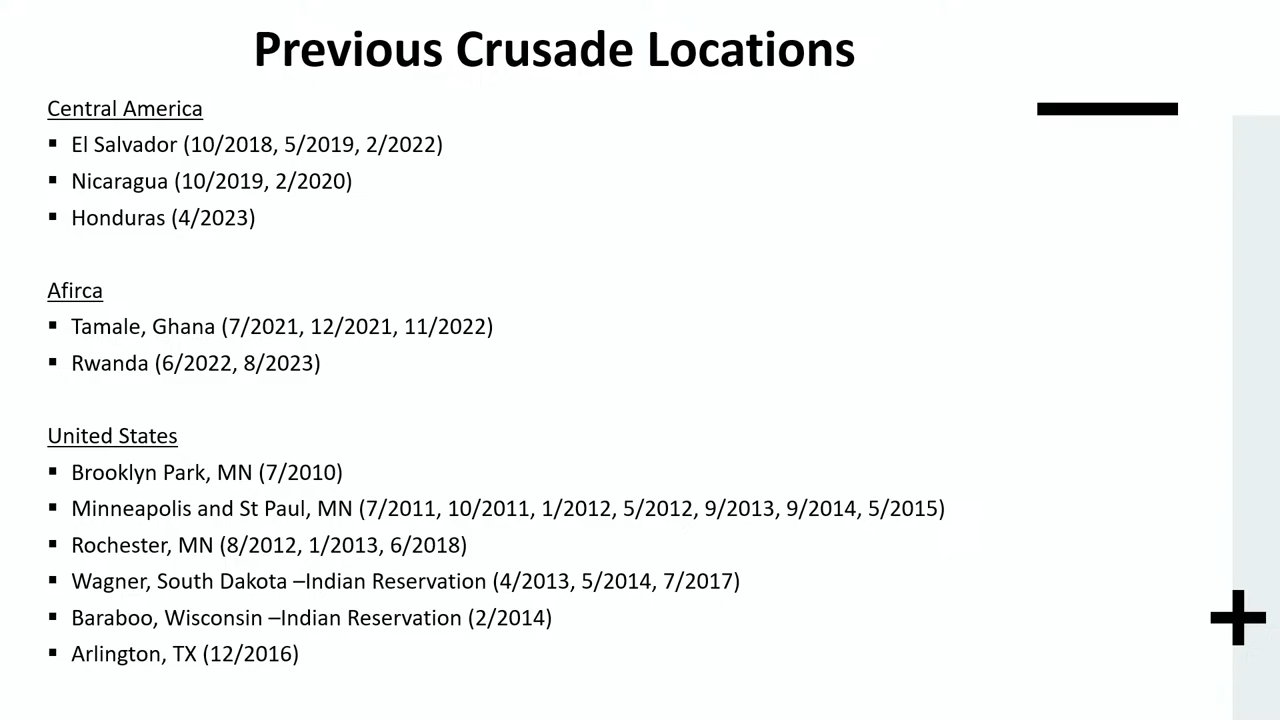 Previous Crusade Locations
Central America
▪ El Salvador (10/2018, 5/2019, 2/2022)
▪ Nicaragua (10/2019, 2/2020)
▪ Honduras (4/2023)
Afirca
▪ Tamale, Ghana (7/2021, 12/2021, 11/2022)
▪ Rwanda (6/2022, 8/2023)
United States
▪ Brooklyn Park, MN (7/2010)
▪ Minneapolis and St Paul, MN (7/2011, 10/2011, 1/2012, 5/2012, 9/2013, 9/2014, 5/2015)
▪ Rochester, MN (8/2012, 1/2013, 6/2018)
▪ Wagner, South Dakota –Indian Reservation (4/2013, 5/2014, 7/2017)
▪ Baraboo, Wisconsin –Indian Reservation (2/2014)
▪ Arlington, TX (12/2016)